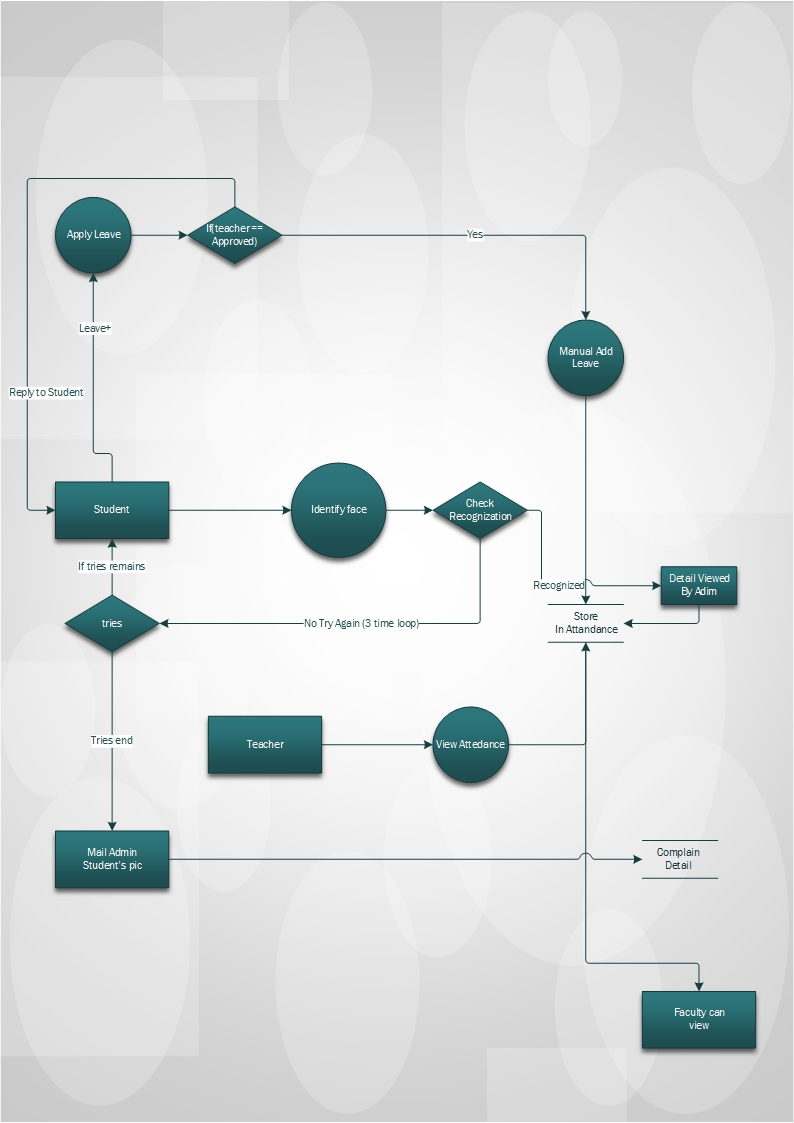 Apply Leave
If(teacher ==
Approved)
Yes
Leave+
Manual Add
Leave
Reply to Student
Student
Identify face
Check
Recognization
If tries remains
Recognized
Detail Viewed
By Adim
tries
No Try Again (3 time loop)
Store
In Attandance
Tries end
Teacher
View Attedance
Mail Admin
Student's pic
Complain
Detail
Faculty can
view